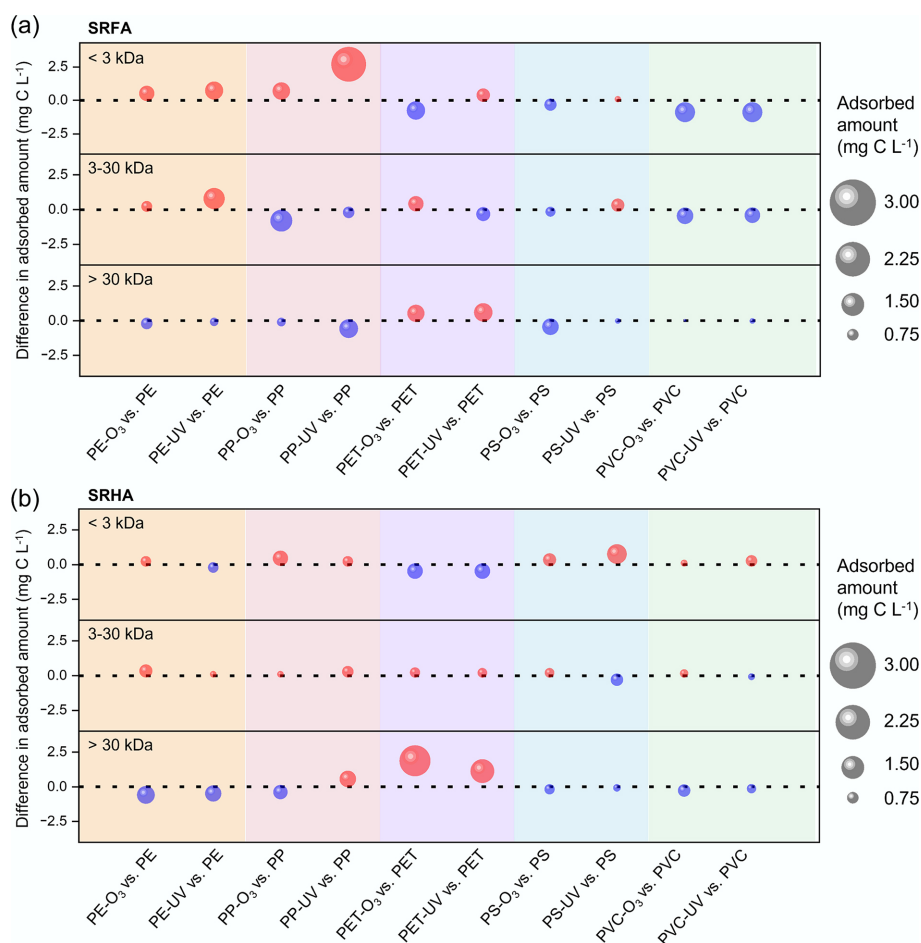 (a)
SRFA
< 3 kDa
2.5
0.0
−2.5
3-30 kDa
2.5
0.0
−2.5
> 30 kDa
2.5
0.0
−2.5
Difference in adsorbed amount (mg C L⁻¹)
PE-O₃ vs. PE
PE-UV vs. PE
PP-O₃ vs. PP
PP-UV vs. PP
PET-O₃ vs. PET
PET-UV vs. PET
PS-O₃ vs. PS
PS-UV vs. PS
PVC-O₃ vs. PVC
PVC-UV vs. PVC
Adsorbed
amount
(mg C L⁻¹)
3.00
2.25
1.50
0.75
(b)
SRHA
< 3 kDa
2.5
0.0
−2.5
3-30 kDa
2.5
0.0
−2.5
> 30 kDa
2.5
0.0
−2.5
Difference in adsorbed amount (mg C L⁻¹)
PE-O₃ vs. PE
PE-UV vs. PE
PP-O₃ vs. PP
PP-UV vs. PP
PET-O₃ vs. PET
PET-UV vs. PET
PS-O₃ vs. PS
PS-UV vs. PS
PVC-O₃ vs. PVC
PVC-UV vs. PVC
Adsorbed
amount
(mg C L⁻¹)
3.00
2.25
1.50
0.75